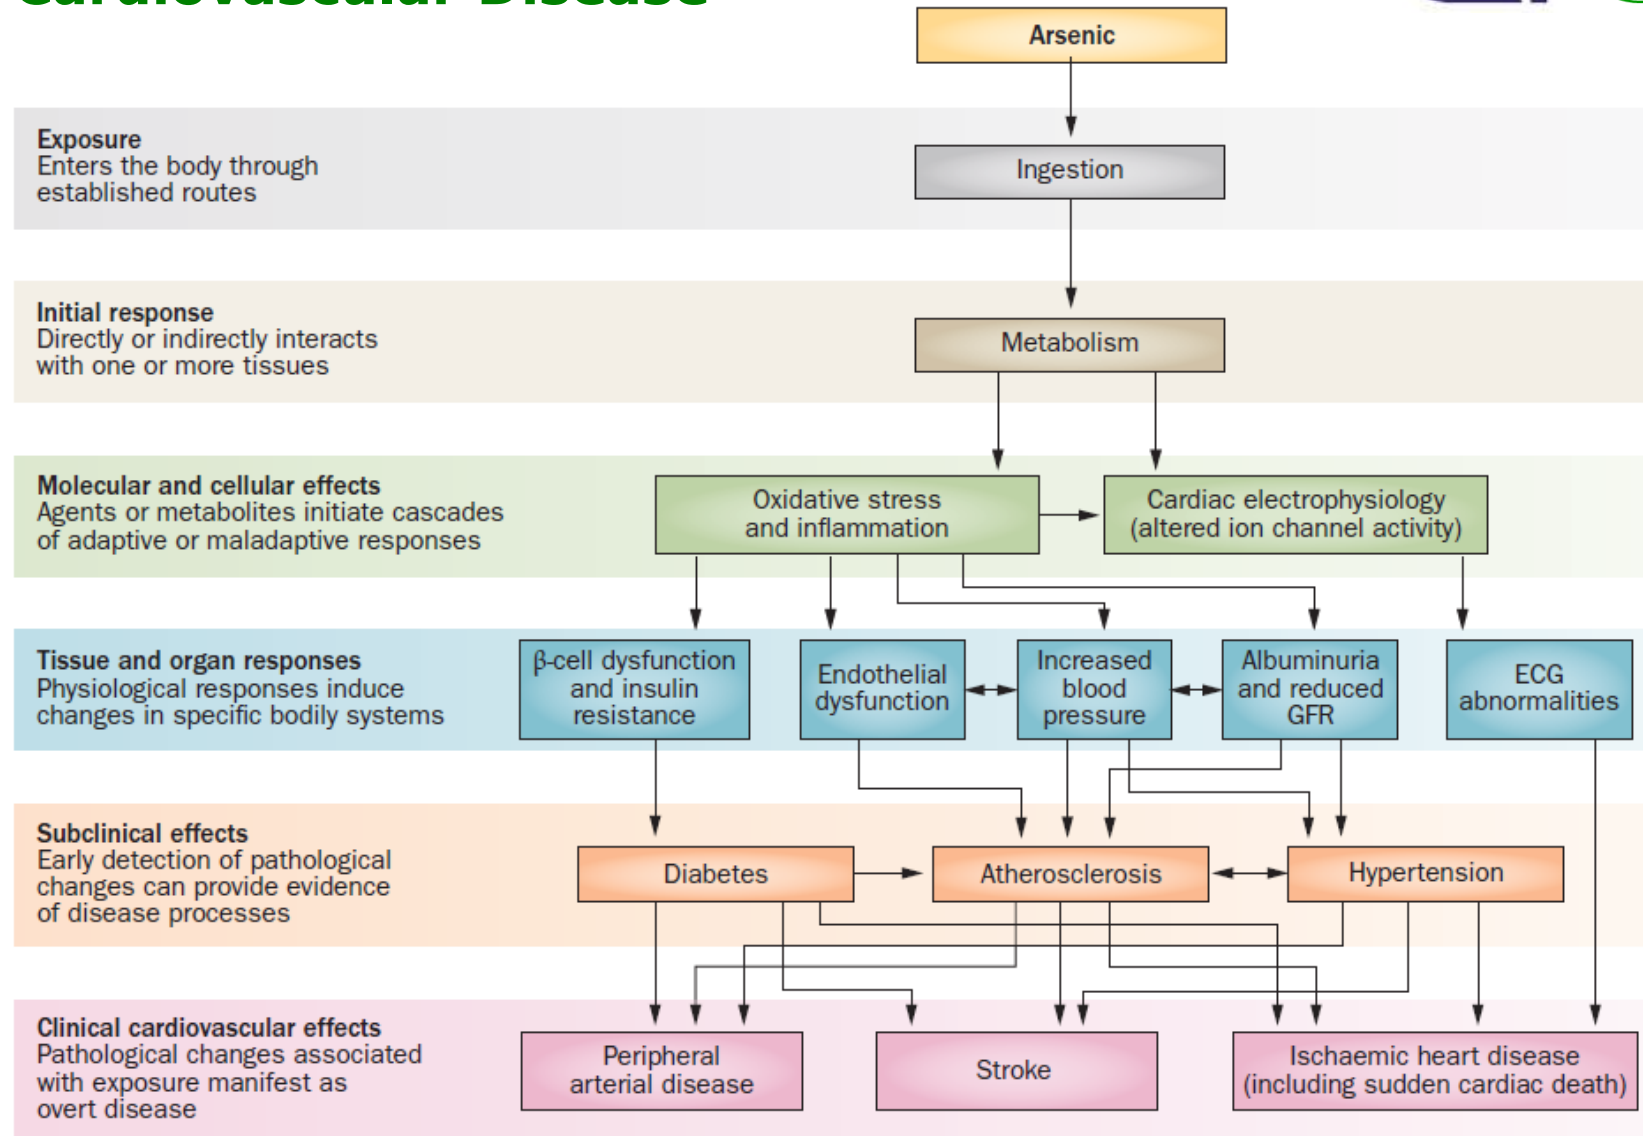 Cardiovascular Disease
Arsenic
Exposure
Enters the body through
established routes
Ingestion
Initial response
Directly or indirectly interacts
with one or more tissues
Metabolism
Molecular and cellular effects
Agents or metabolites initiate cascades
of adaptive or maladaptive responses
Oxidative stress
and inflammation
Cardiac electrophysiology
(altered ion channel activity)
Tissue and organ responses
Physiological responses induce
changes in specific bodily systems
β-cell dysfunction
and insulin
resistance
Endothelial
dysfunction
Increased
blood
pressure
Albuminuria
and reduced
GFR
ECG
abnormalities
Subclinical effects
Early detection of pathological
changes can provide evidence
of disease processes
Diabetes
Atherosclerosis
Hypertension
Clinical cardiovascular effects
Pathological changes associated
with exposure manifest as
overt disease
Peripheral
arterial disease
Stroke
Ischaemic heart disease
(including sudden cardiac death)